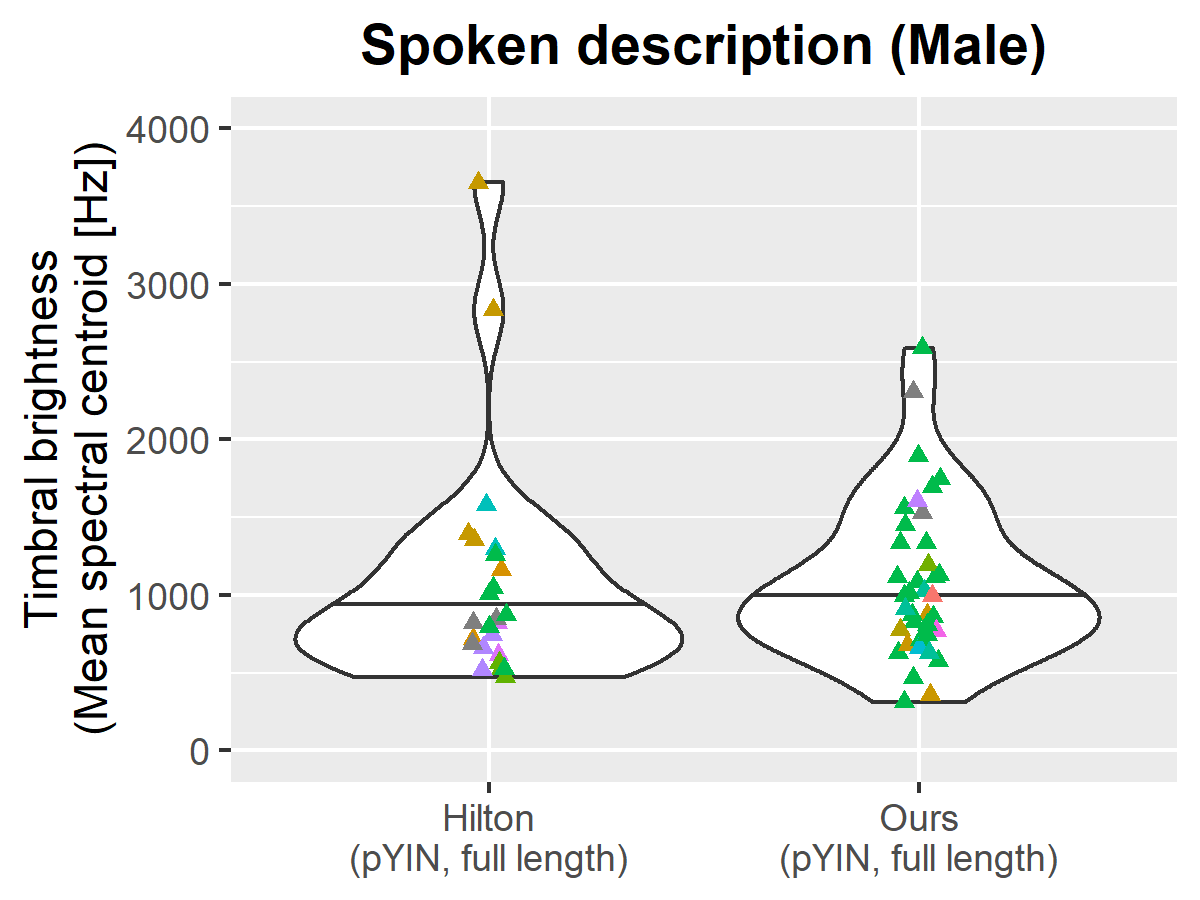 Spoken description (Male)
Timbral brightness
(Mean spectral centroid [Hz])
4000
3000
2000
1000
0
Hilton
(pYIN, full length)
Ours
(pYIN, full length)